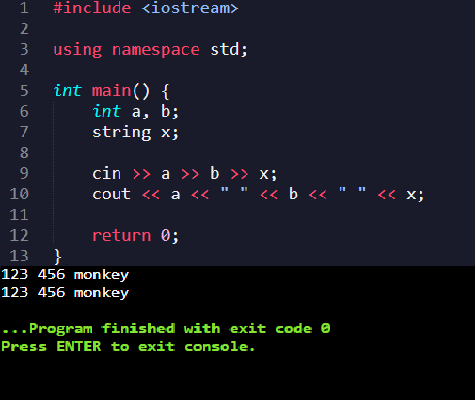 1 #include <iostream>
2
3 using namespace std;
4
5 int main() {
6     int a, b;
7     string x;
8
9     cin >> a >> b >> x;
10     cout << a << " " << b << " " << x;
11
12     return 0;
13 }
123 456 monkey
123 456 monkey

...Program finished with exit code 0
Press ENTER to exit console.